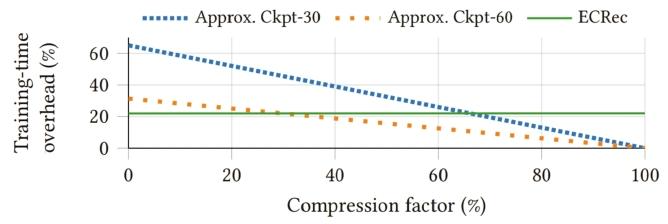 Approx. Ckpt-30 Approx. Ckpt-60 ECRec
Training-time
overhead (%)
60
40
20
0
0 20 40 60 80 100
Compression factor (%)